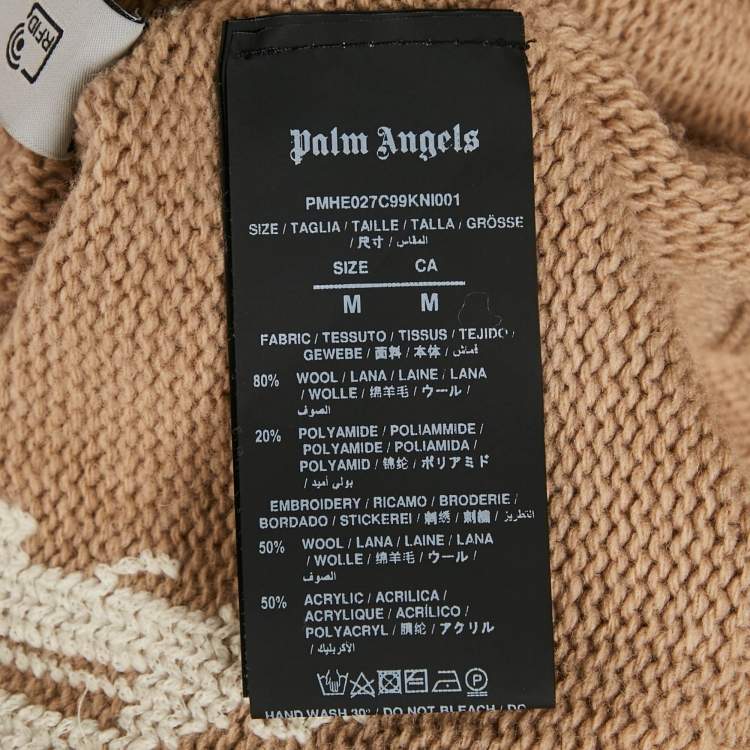 RFID
Palm Angels
PMHE027C99KNI001
SIZE / TAGLIA / TAILLE / TALLA / GRÖSSE
/ 尺寸 / المقاس /
SIZE CA
M M
FABRIC / TESSUTO / TISSUS / TEJIDO /
GEWEBE / 面料 / 本体 / قماش /
80% WOOL / LANA / LAINE / LANA
/ WOLLE / 绵羊毛 / ウール /
الصوف
20% POLYAMIDE / POLIAMMIDE /
POLYAMIDE / POLIAMIDA /
POLYAMID / 锦纶 / ポリアミド
/ بولي أميد
EMBROIDERY / RICAMO / BRODERIE /
BORDADO / STICKEREI / 刺绣 / 刺繍 / التطريز
50% WOOL / LANA / LAINE / LANA
/ WOLLE / 绵羊毛 / ウール /
الصوف
50% ACRYLIC / ACRILICA /
ACRYLIQUE / ACRÍLICO /
POLYACRYL / 腈纶 / アクリル
/ الأكريليك
HAND WASH 30° / DO NOT BLEACH / DO